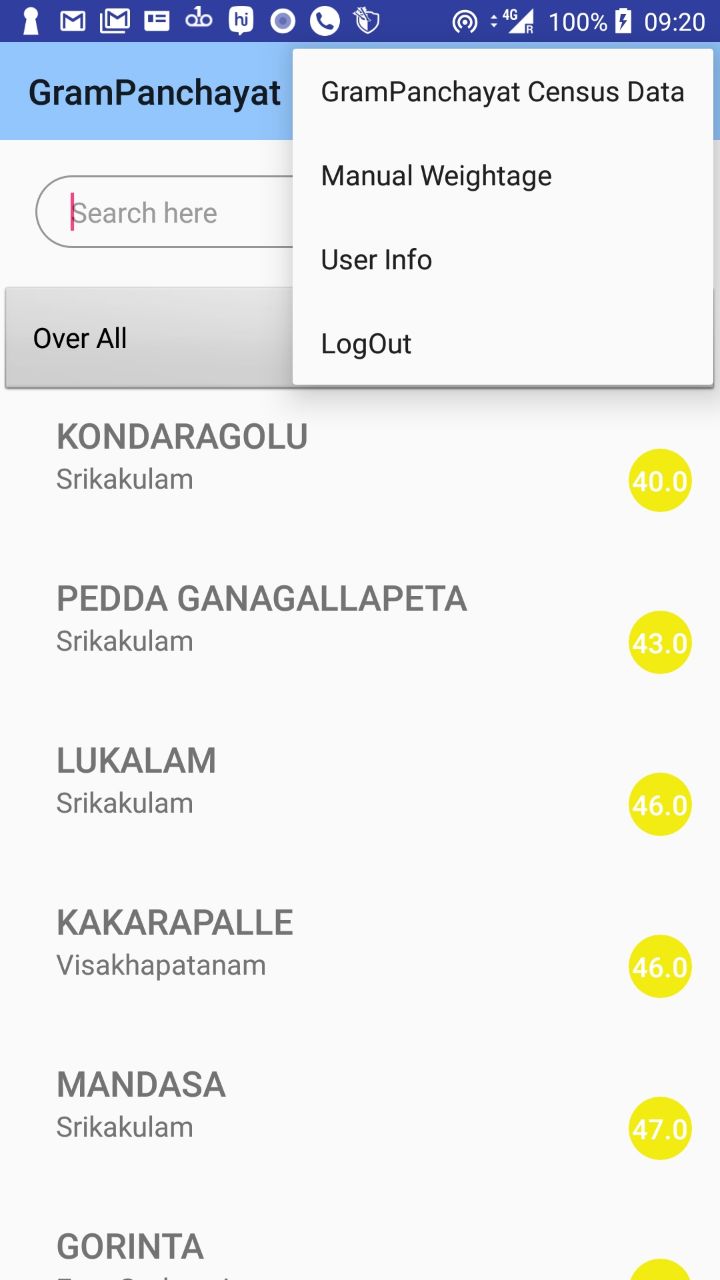 4G R 100% 09:20
GramPanchayat
GramPanchayat Census Data
Manual Weightage
User Info
LogOut
Search here
Over All
KONDARAGOLU
Srikakulam
40.0
PEDDA GANAGALLAPETA
Srikakulam
43.0
LUKALAM
Srikakulam
46.0
KAKARAPALLE
Visakhapatanam
46.0
MANDASA
Srikakulam
47.0
GORINTA